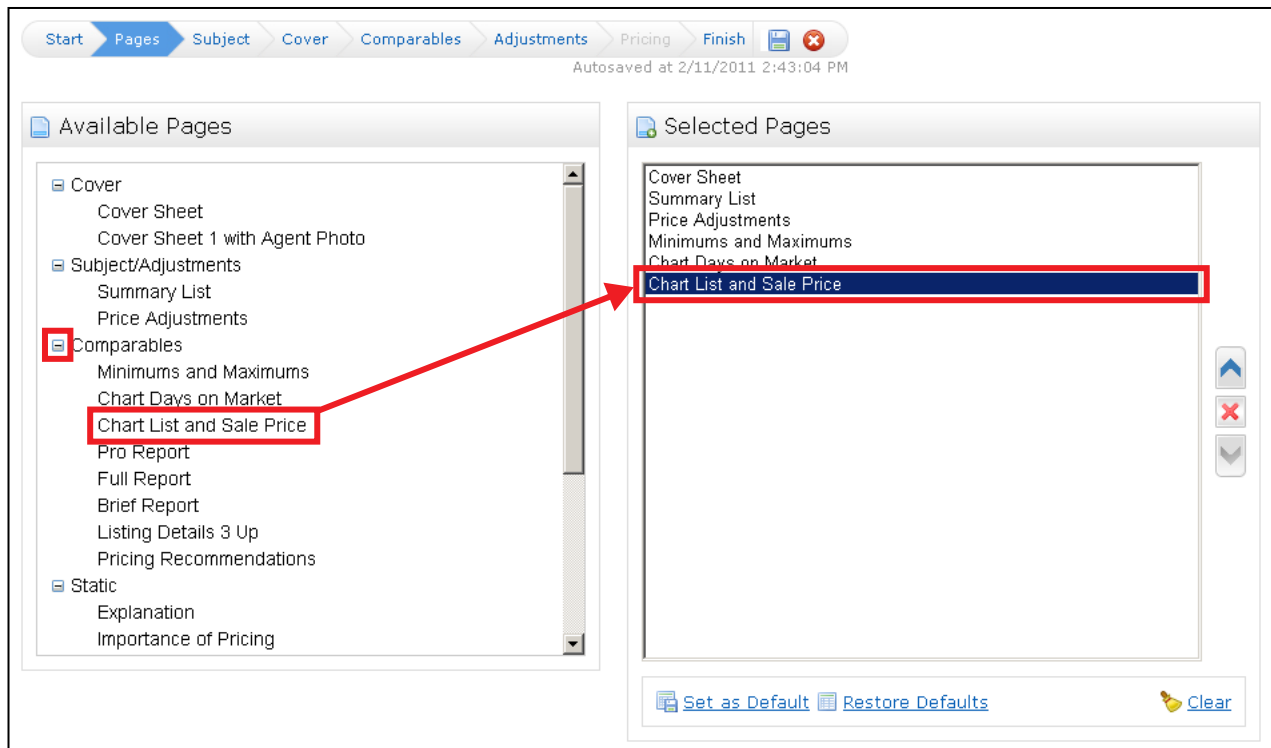 Start Pages Subject Cover Comparables Adjustments Pricing Finish
Autosaved at 2/11/2011 2:43:04 PM
Available Pages
Cover
Cover Sheet
Cover Sheet 1 with Agent Photo
Subject/Adjustments
Summary List
Price Adjustments
Comparables
Minimums and Maximums
Chart Days on Market
Chart List and Sale Price
Pro Report
Full Report
Brief Report
Listing Details 3 Up
Pricing Recommendations
Static
Explanation
Importance of Pricing
Selected Pages
Cover Sheet
Summary List
Price Adjustments
Minimums and Maximums
Chart Days on Market
Chart List and Sale Price
Set as Default Restore Defaults Clear